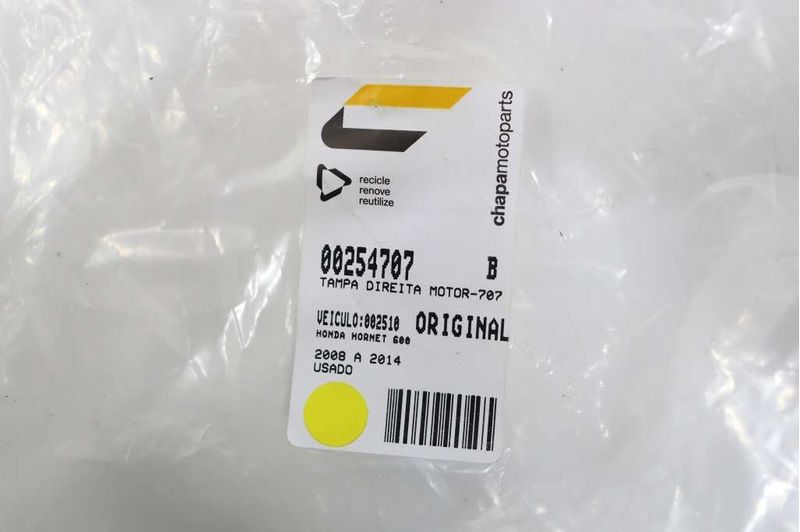 chapamotoparts
recicle
renove
reutilize
00254707 B
TAMPA DIREITA MOTOR-707
VEICULO:002510 ORIGINAL
HONDA HORNET 600
2008 A 2014
USADO